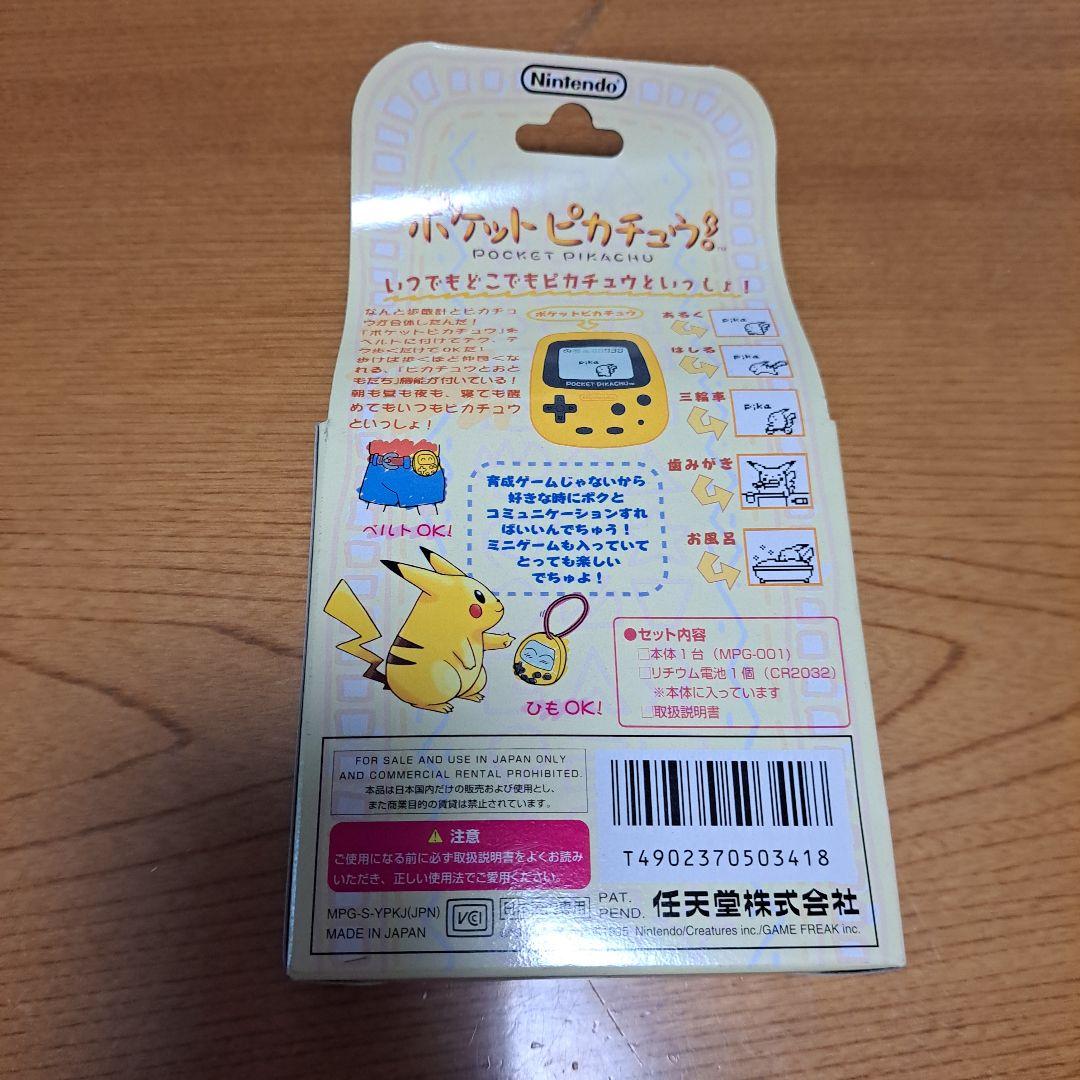 Nintendo
ポケットピカチュウ!
POCKET PIKACHU
いつでもどこでもピカチュウといっしょ!
なんと歩数計とピカチュ
ウが合体したんだ!
「ポケットピカチュウ」を
ベルトに付けてテク、テ
ク歩くだけでOKだ!
歩けば歩くほど仲良くな
れる、「ピカチュウとおと
もだち」機能が付いている!
朝も昼も夜も、寝ても醒
めてもいつもピカチュウ
といっしょ!
ポケットピカチュウ
POCKET PIKACHU
あるく
pika
はしる
pika
三輪車
pika
歯みがき
お風呂
ベルトOK!
育成ゲームじゃないから
好きな時にボクと
コミュニケーションすれ
ばいいんでちゅう!
ミニゲームも入っていて
とっても楽しい
でちゅよ!
ひもOK!
●セット内容
□本体1台(MPG-001)
□リチウム電池1個(CR2032)
※本体に入っています
□取扱説明書
FOR SALE AND USE IN JAPAN ONLY
AND COMMERCIAL RENTAL PROHIBITED.
本品は日本国内だけの販売および使用とし、
また商業目的の賃貸は禁止されています。
注意
ご使用になる前に必ず取扱説明書をよくお読み
いただき、正しい使用法でご愛用ください。
T4902370503418
MPG-S-YPKJ(JPN)
MADE IN JAPAN
VCI
PAT.
PEND.
任天堂株式会社
Nintendo/Creatures inc./GAME FREAK inc.